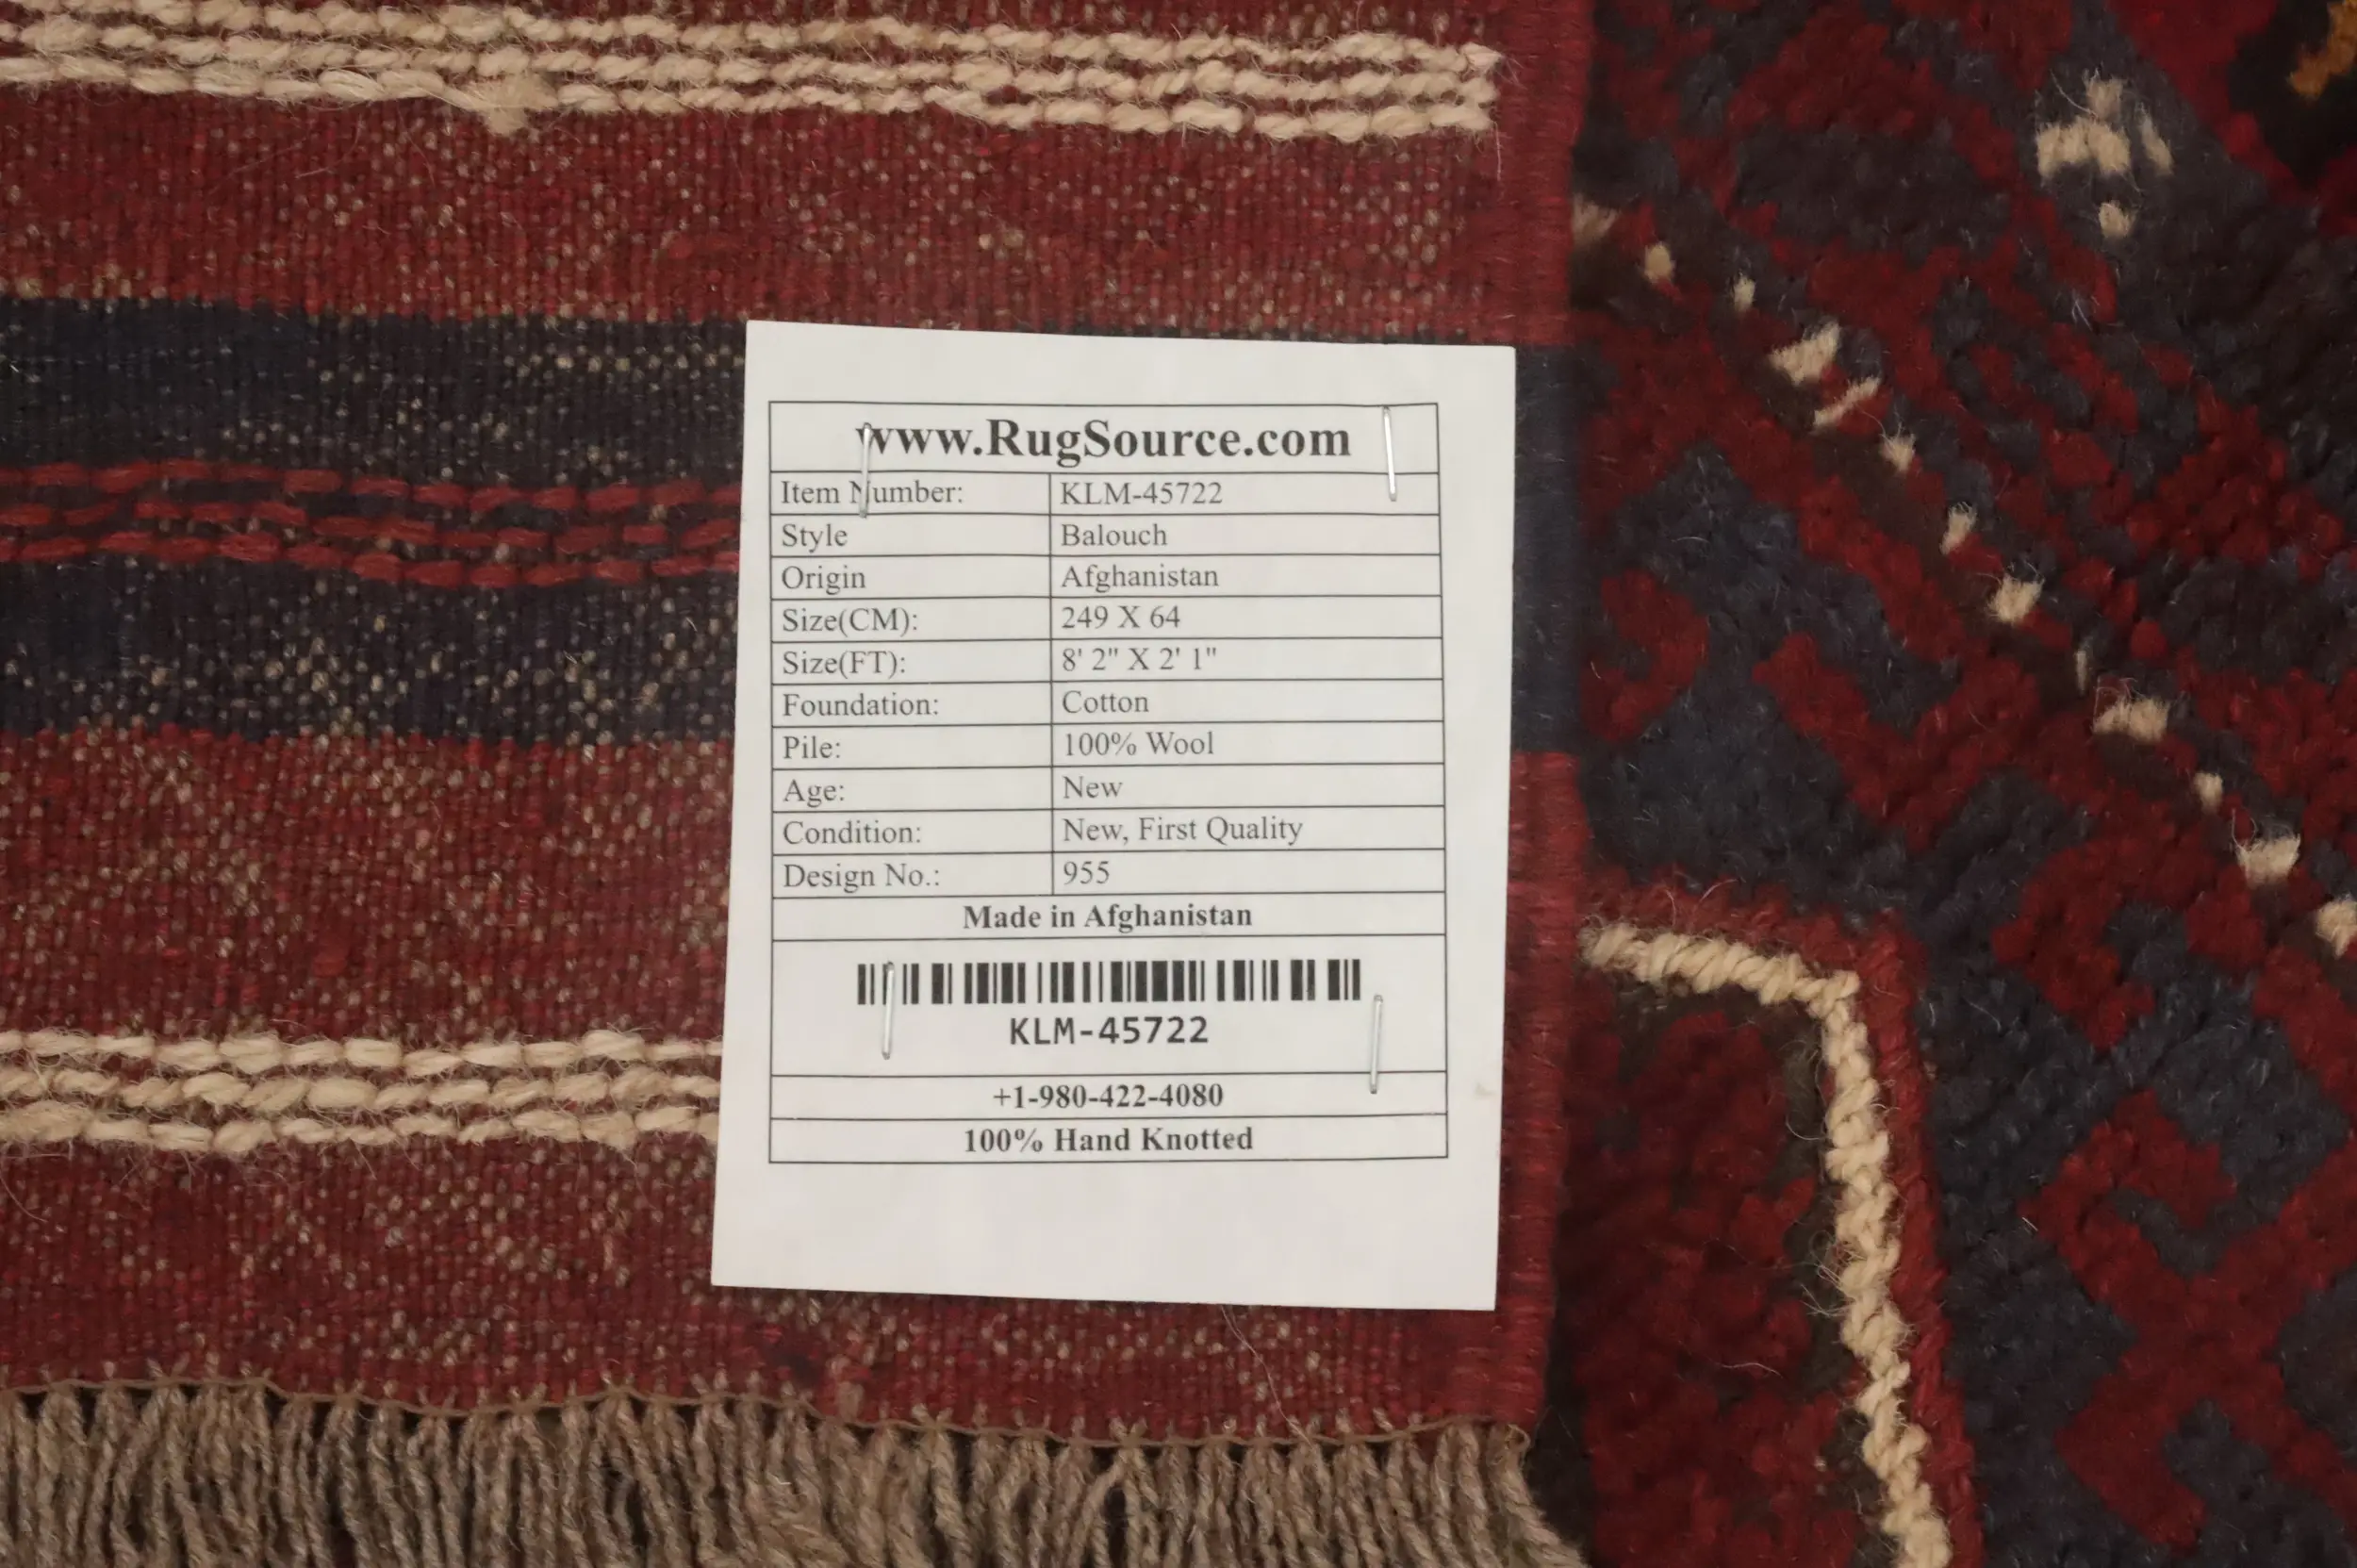 www.RugSource.com
Item Number: KLM-45722
Style Balouch
Origin Afghanistan
Size(CM): 249 X 64
Size(FT): 8' 2" X 2' 1"
Foundation: Cotton
Pile: 100% Wool
Age: New
Condition: New, First Quality
Design No.: 955
Made in Afghanistan
KLM-45722
+1-980-422-4080
100% Hand Knotted